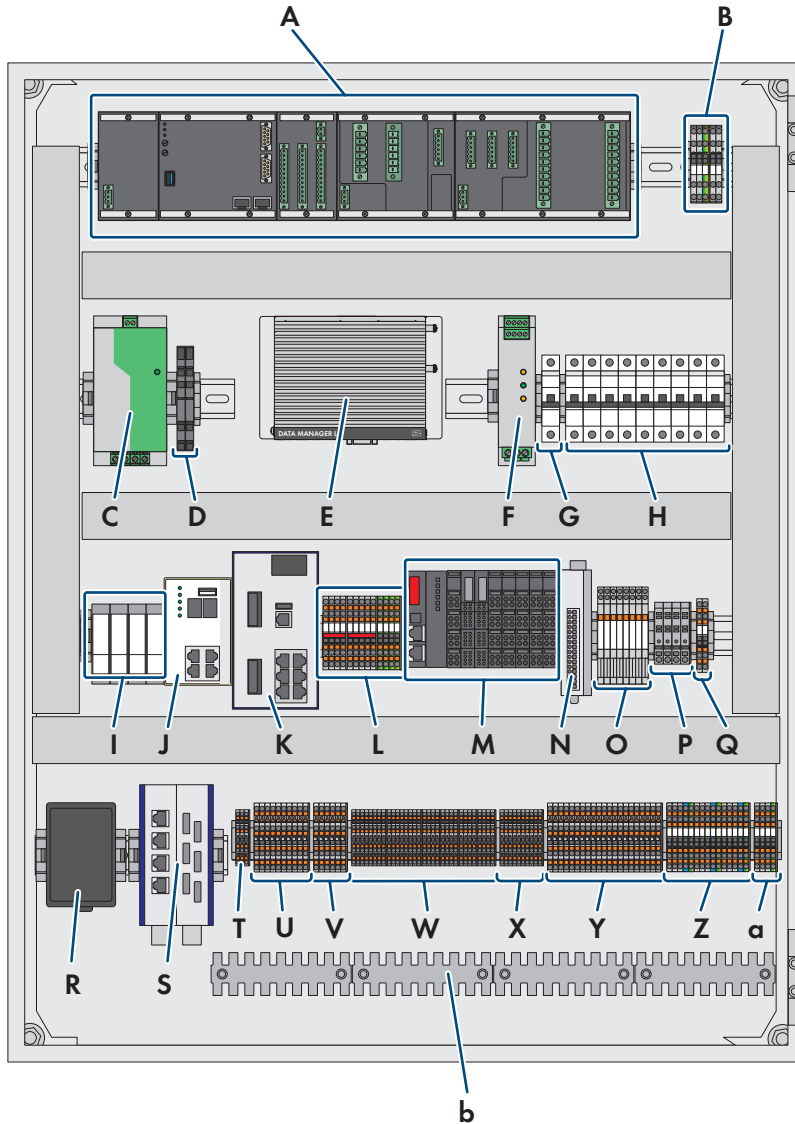 A B
DATA MANAGER L
C D E F G H
I J K L M N O P Q
T U V W X Y Z a
R S
b